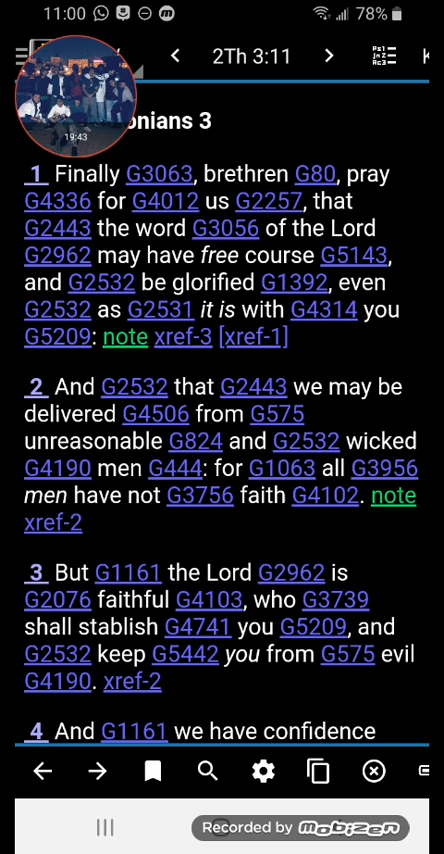 11:00 78%
2Th 3:11
19:43
onians 3
1 Finally G3063, brethren G80, pray
G4336 for G4012 us G2257, that
G2443 the word G3056 of the Lord
G2962 may have free course G5143,
and G2532 be glorified G1392, even
G2532 as G2531 it is with G4314 you
G5209: note xref-3 [xref-1]
2 And G2532 that G2443 we may be
delivered G4506 from G575
unreasonable G824 and G2532 wicked
G4190 men G444: for G1063 all G3956
men have not G3756 faith G4102. note
xref-2
3 But G1161 the Lord G2962 is
G2076 faithful G4103, who G3739
shall stablish G4741 you G5209, and
G2532 keep G5442 you from G575 evil
G4190. xref-2
4 And G1161 we have confidence
Recorded by mobizen